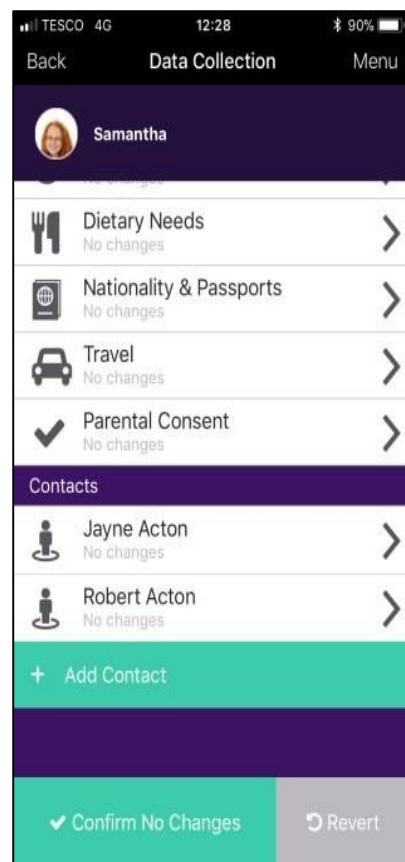 TESCO 4G 12:28 90%
Back Data Collection Menu
Samantha
No changes
Dietary Needs
No changes
Nationality & Passports
No changes
Travel
No changes
Parental Consent
No changes
Contacts
Jayne Acton
No changes
Robert Acton
No changes
+ Add Contact
Confirm No Changes Revert